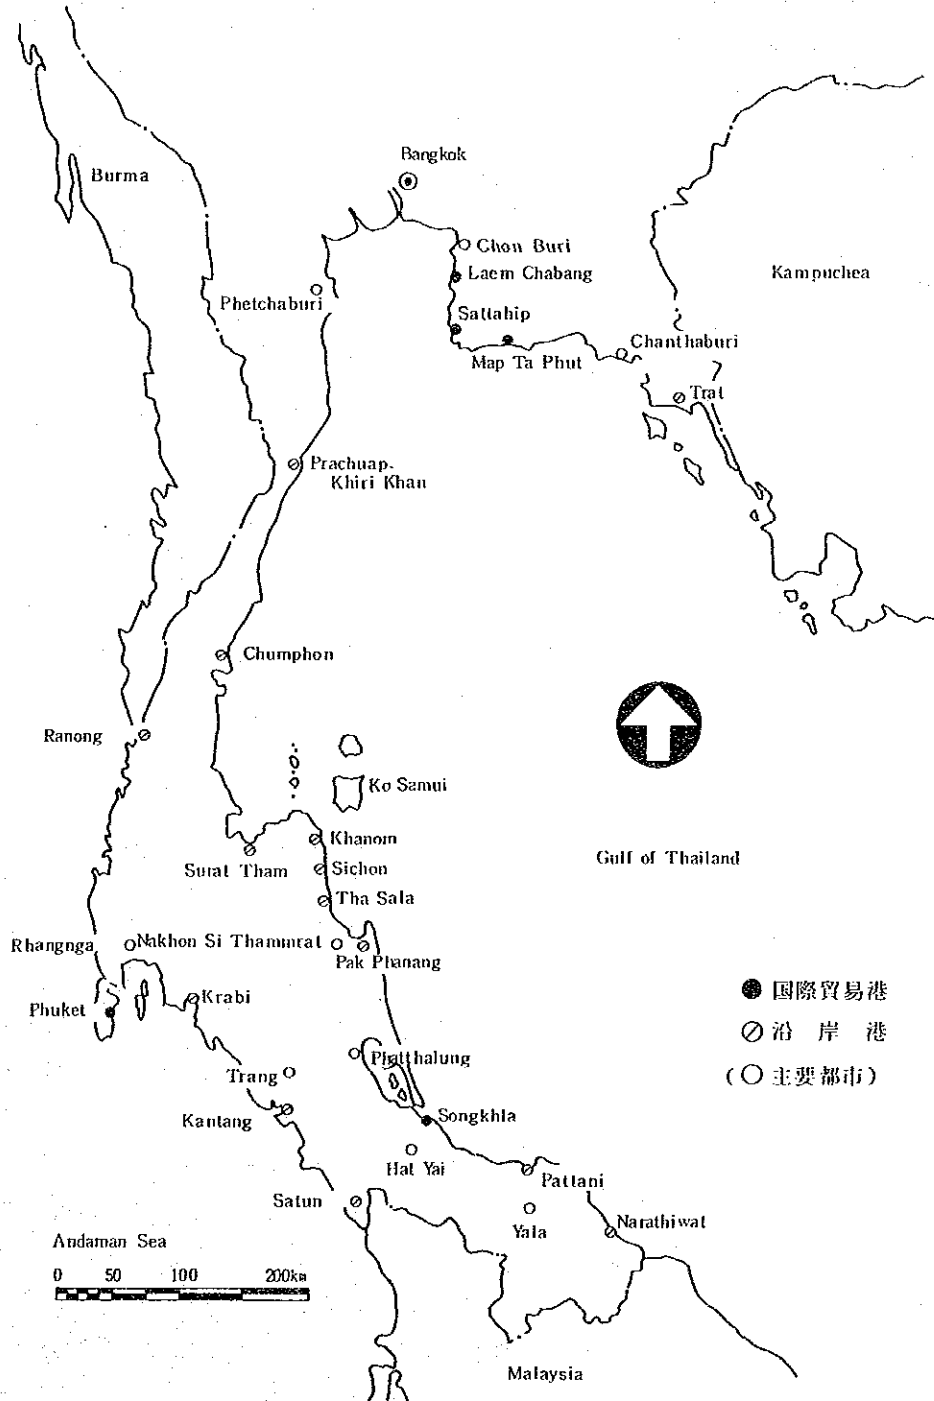 Bangkok
Burma
Chon Buri
Laem Chabang
Kampuchea
Phetchaburi
Sattahip
Map Ta Phut
Chanthaburi
Trat
Prachuap-
Khiri Khan
Chumphon
Ranong
Ko Samui
Khanom
Surat Tham
Sichon
Gulf of Thailand
Tha Sala
Rhangnga
Nakhon Si Thammrat
Pak Phanang
Phuket
Krabi
国際貿易港
沿岸港
(○主要都市)
Phatthalung
Trang
Kantang
Songkhla
Hat Yai
Pattani
Satun
Yala
Narathiwat
Andaman Sea
0 50 100 200km
Malaysia